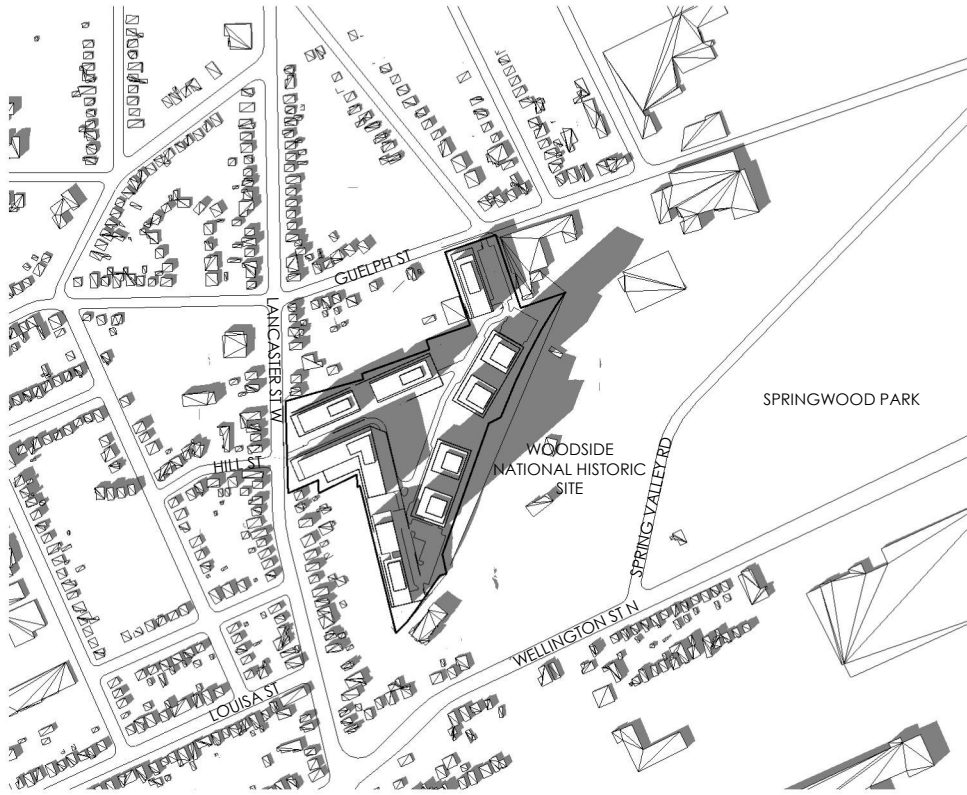 GUELPH ST
LANCASTER ST W
SPRINGWOOD PARK
WOODSIDE
NATIONAL HISTORIC
SITE
HILL ST
SPRING VALLEY RD
WELLINGTON ST N
LOUISA ST